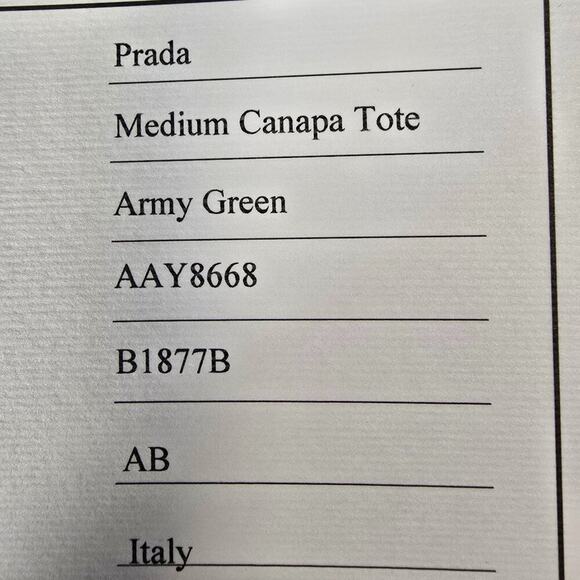 Prada
Medium Canapa Tote
Army Green
AAY8668
B1877B
AB
Italy